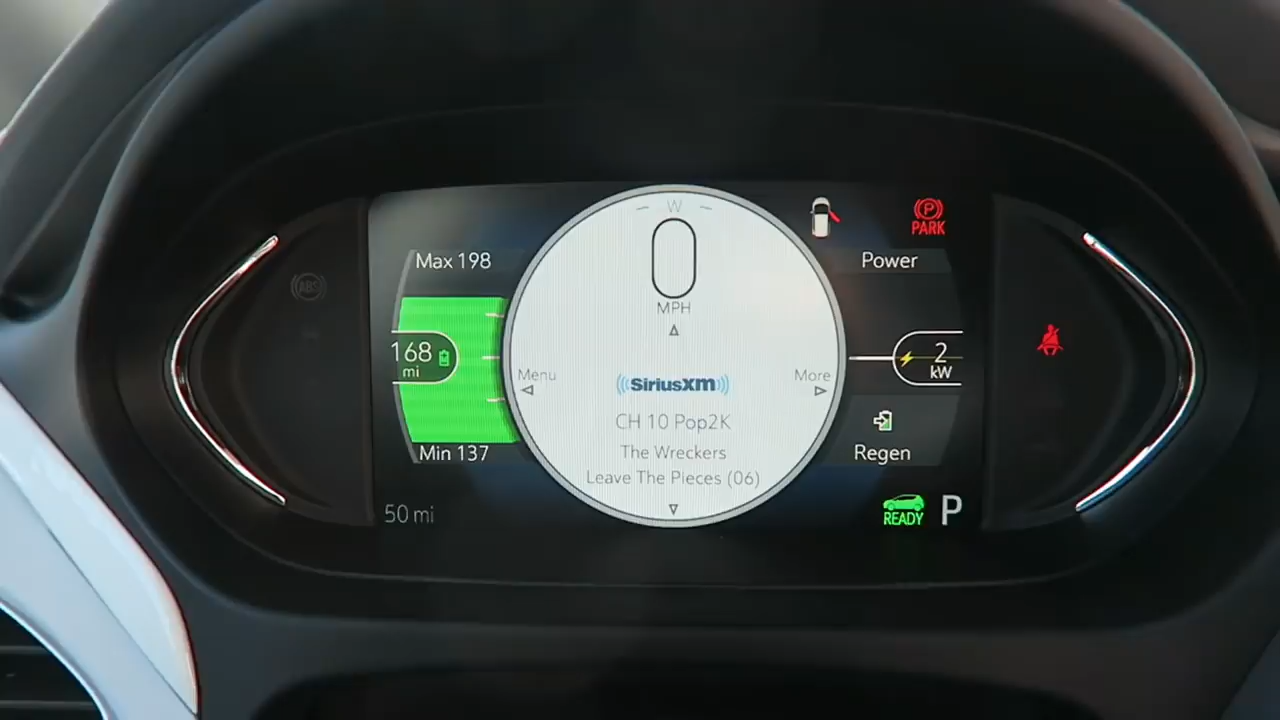 W
0
MPH
PARK
ABS
Max 198
Power
168
mi
2
kW
Menu
More
SiriusXM
CH 10 Pop2K
The Wreckers
Leave The Pieces (06)
Min 137
Regen
50 mi
READY
P